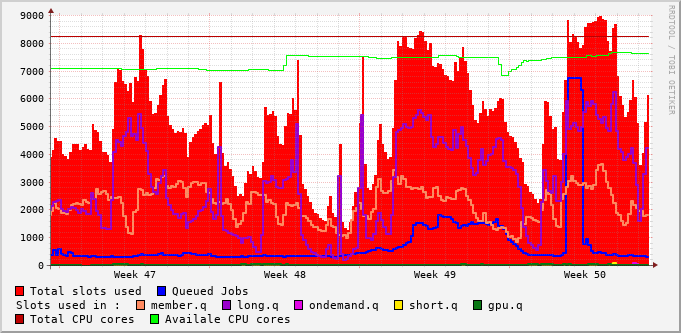 RRDTOOL / TOBI OETIKER
9000
8000
7000
6000
5000
4000
3000
2000
1000
0
Week 47 Week 48 Week 49 Week 50
Total slots used Queued Jobs
Slots used in : member.q long.q ondemand.q short.q gpu.q
Total CPU cores Availale CPU cores